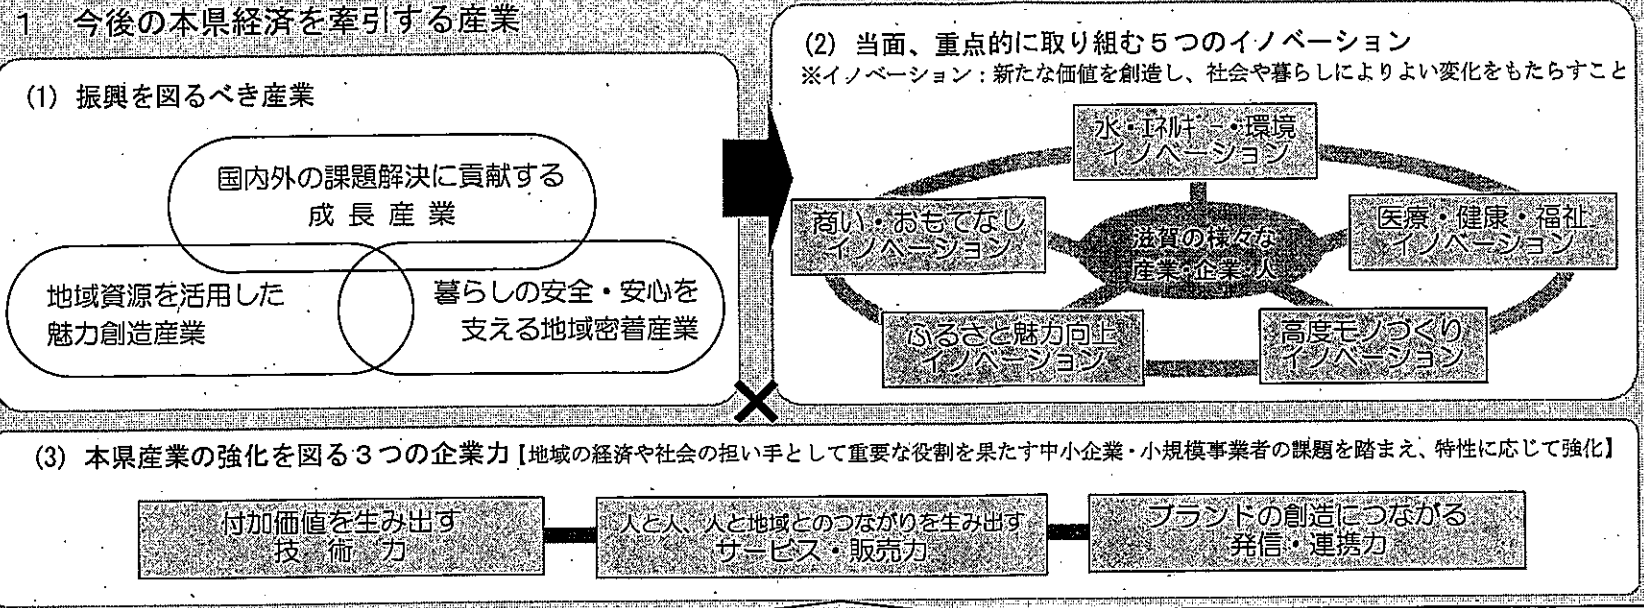 1 今後の本県経済を牽引する産業
(1) 振興を図るべき産業
国内外の課題解決に貢献する
成長産業
地域資源を活用した
魅力創造産業
暮らしの安全・安心を
支える地域密着産業
(2) 当面、重点的に取り組む5つのイノベーション
※イノベーション:新たな価値を創造し、社会や暮らしによりよい変化をもたらすこと
水・エネルギー・環境
イノベーション
商い・おもてなし
イノベーション
滋賀の様々な
産業・企業・人
医療・健康・福祉
イノベーション
ふるさと魅力向上
イノベーション
高度モノづくり
イノベーション
(3) 本県産業の強化を図る3つの企業力【地域の経済や社会の担い手として重要な役割を果たす中小企業・小規模事業者の課題を踏まえ、特性に応じて強化】
付加価値を生み出す
技術力
人と人、人と地域とのつながりを生み出す
サービス・販売力
ブランドの創造につながる
発信・連携力